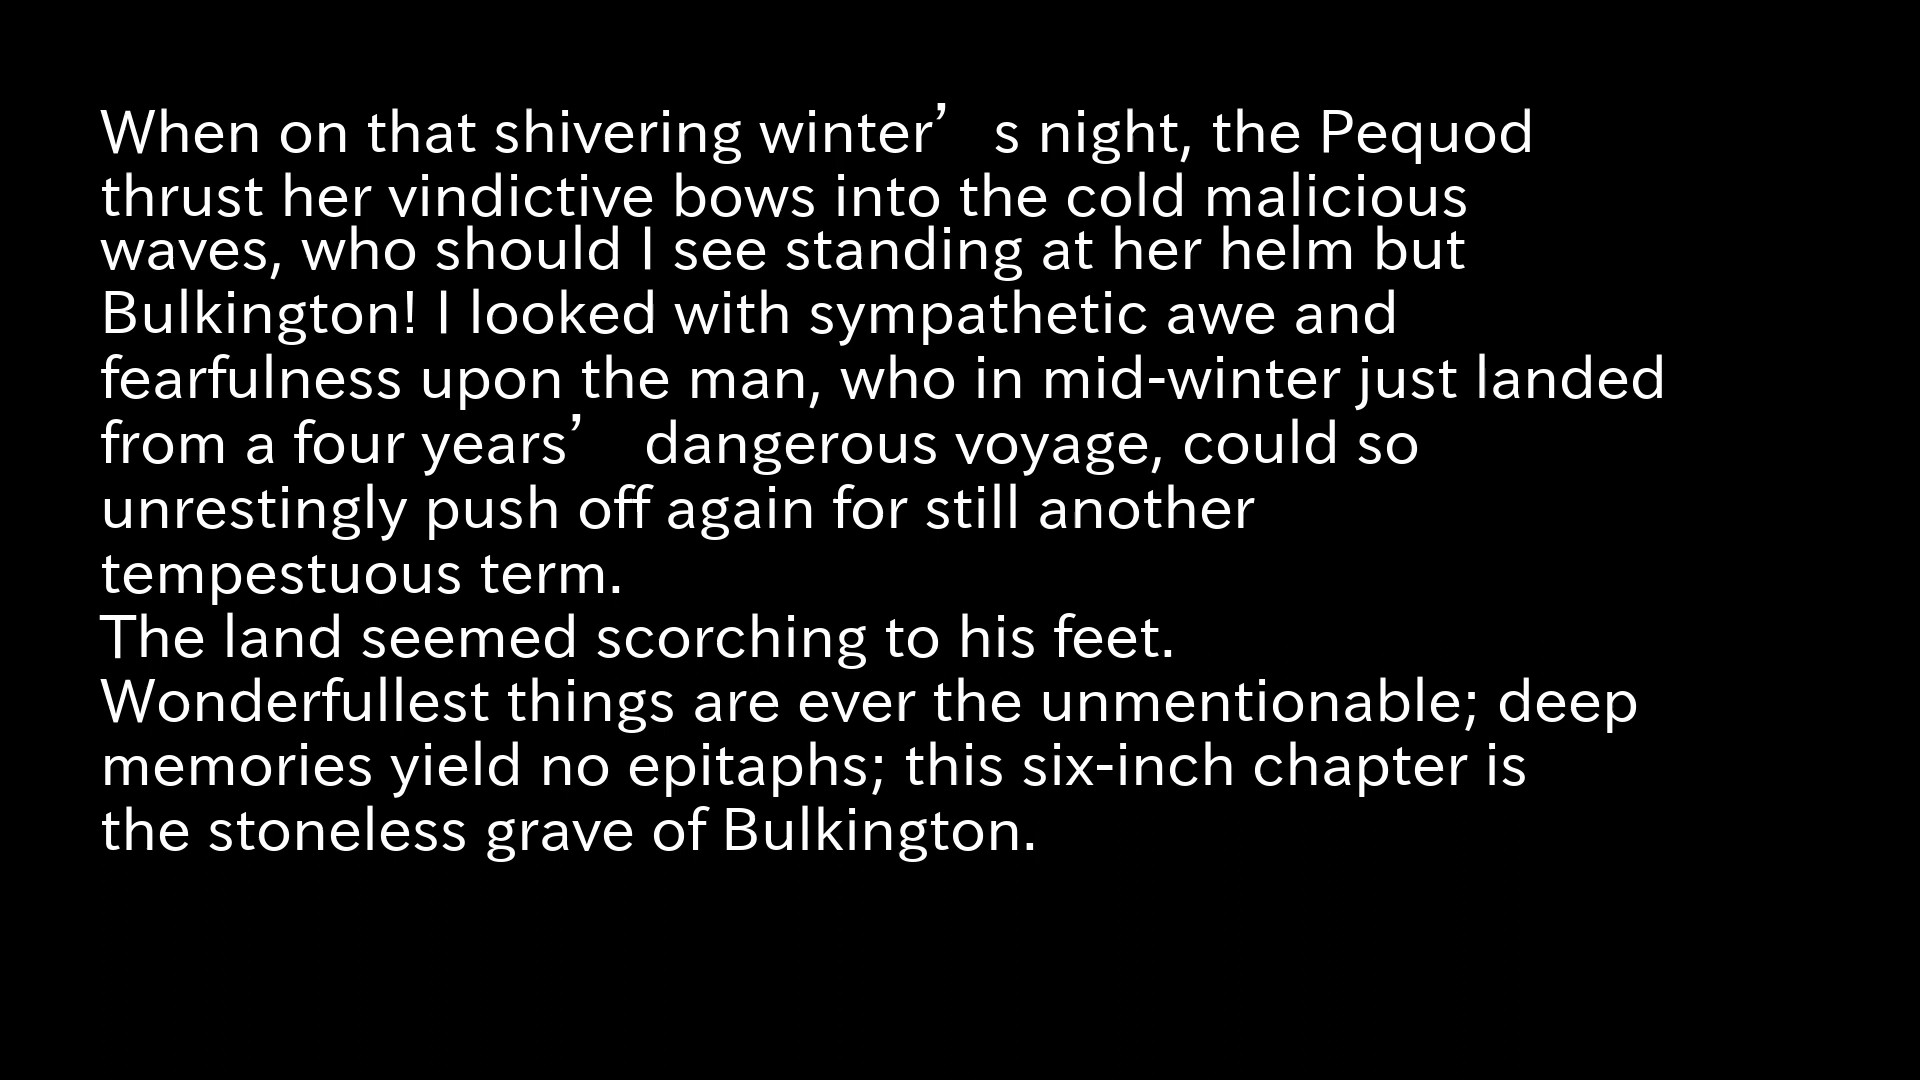 When on that shivering winter’s night, the Pequod
thrust her vindictive bows into the cold malicious
waves, who should I see standing at her helm but
Bulkington! I looked with sympathetic awe and
fearfulness upon the man, who in mid-winter just landed
from a four years’ dangerous voyage, could so
unrestingly push off again for still another
tempestuous term.
The land seemed scorching to his feet.
Wonderfullest things are ever the unmentionable; deep
memories yield no epitaphs; this six-inch chapter is
the stoneless grave of Bulkington.